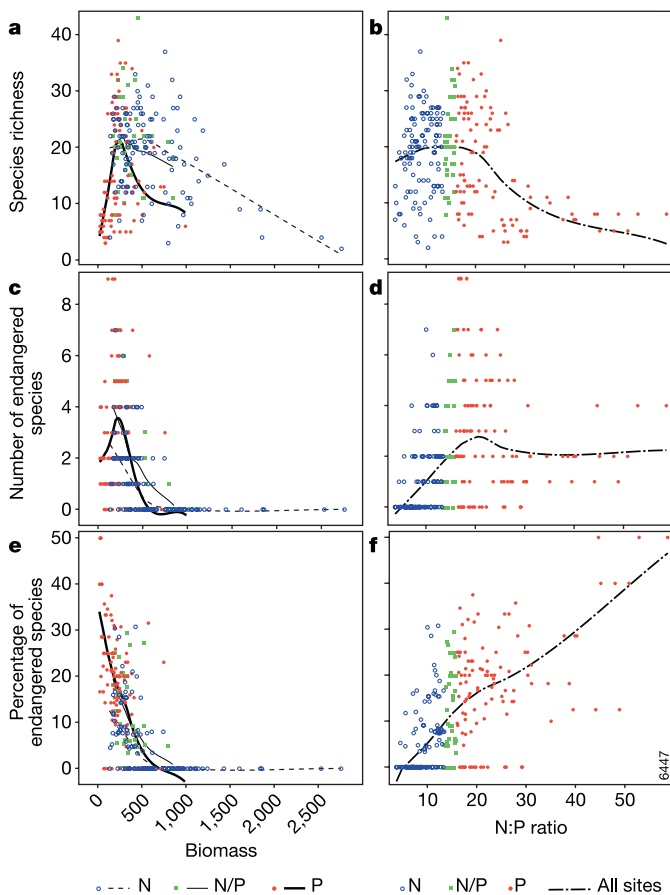 a
b
Species richness
40
30
20
10
0
c
d
Number of endangered
species
8
6
4
2
0
e
f
Percentage of
endangered species
50
40
30
20
10
0
0
500
1,000
1,500
2,000
2,500
Biomass
10
20
30
40
50
N:P ratio
6447
N
N/P
P
N
N/P
P
All sites